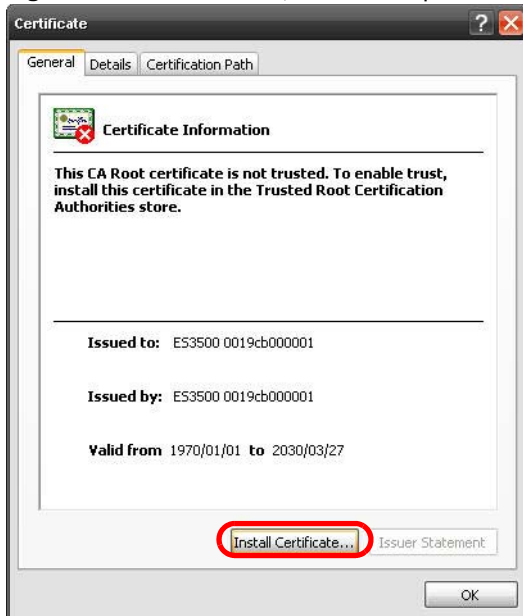 Certificate
General Details Certification Path
Certificate Information
This CA Root certificate is not trusted. To enable trust,
install this certificate in the Trusted Root Certification
Authorities store.
Issued to: ES3500 0019cb000001
Issued by: ES3500 0019cb000001
Valid from 1970/01/01 to 2030/03/27
Install Certificate... Issuer Statement
OK